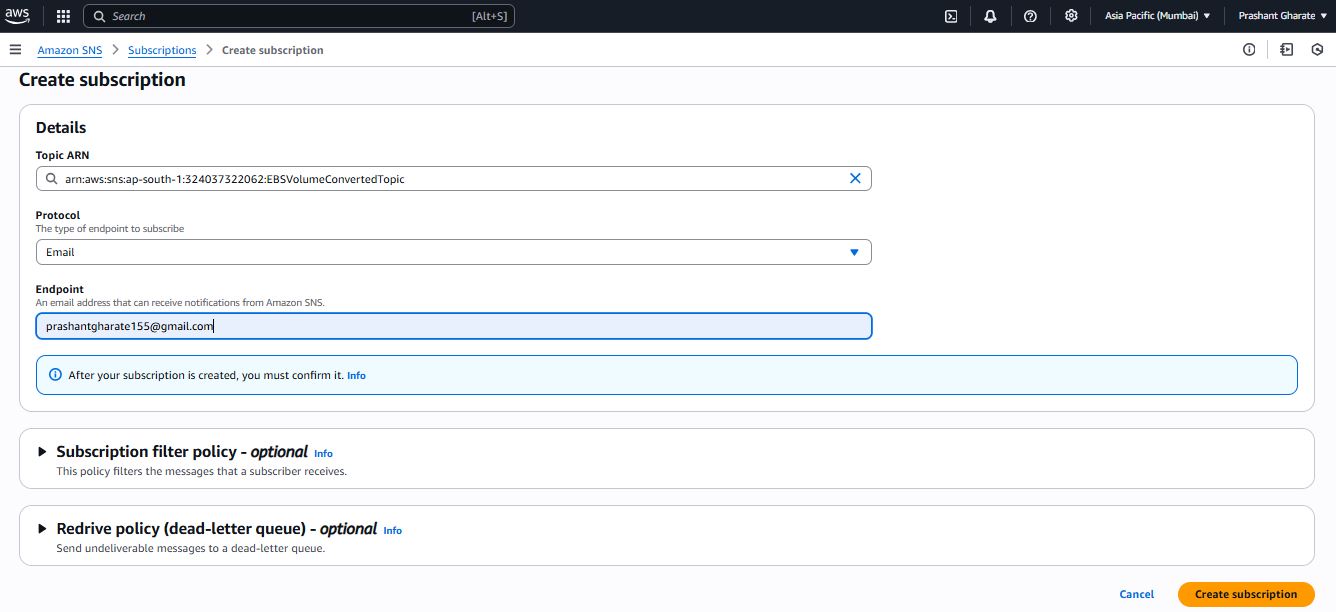 aws
Search
[Alt+S]
Asia Pacific (Mumbai)
Prashant Gharate
Amazon SNS
Subscriptions
Create subscription
Create subscription
Details
Topic ARN
arn:aws:sns:ap-south-1:324037322062:EBSVolumeConvertedTopic
Protocol
The type of endpoint to subscribe
Email
Endpoint
An email address that can receive notifications from Amazon SNS.
prashantgharate155@gmail.com
After your subscription is created, you must confirm it. Info
Subscription filter policy - optional Info
This policy filters the messages that a subscriber receives.
Redrive policy (dead-letter queue) - optional Info
Send undeliverable messages to a dead-letter queue.
Cancel
Create subscription